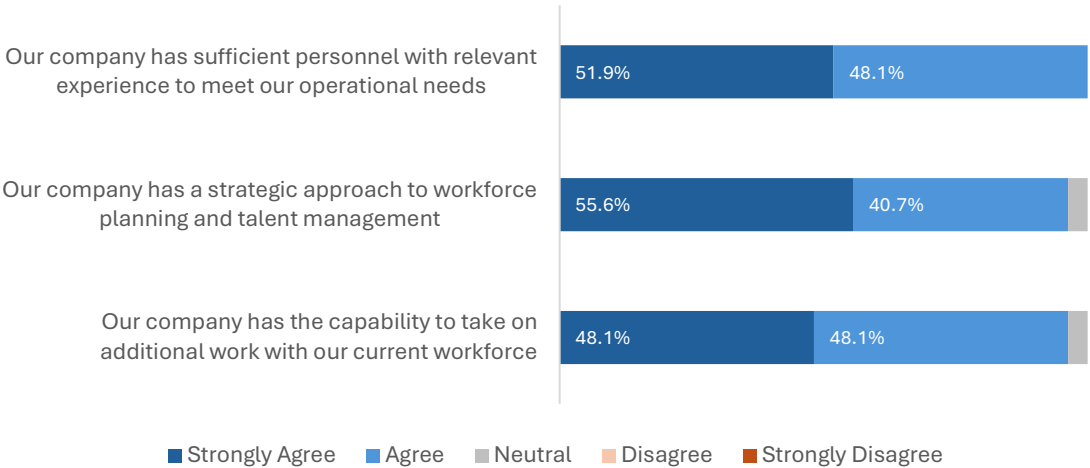 Our company has sufficient personnel with relevant
experience to meet our operational needs
51.9%
48.1%
Our company has a strategic approach to workforce
planning and talent management
55.6%
40.7%
Our company has the capability to take on
additional work with our current workforce
48.1%
48.1%
Strongly Agree Agree Neutral Disagree Strongly Disagree